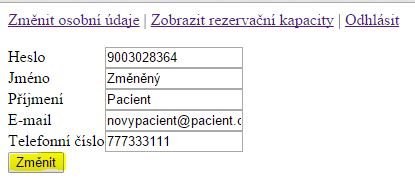 Změnit osobní údaje | Zobrazit rezervační kapacity | Odhlásit
Heslo 9003028364
Jméno Změněný
Příjmení Pacient
E-mail novypacient@pacient.c
Telefonní číslo 777333111
Změnit